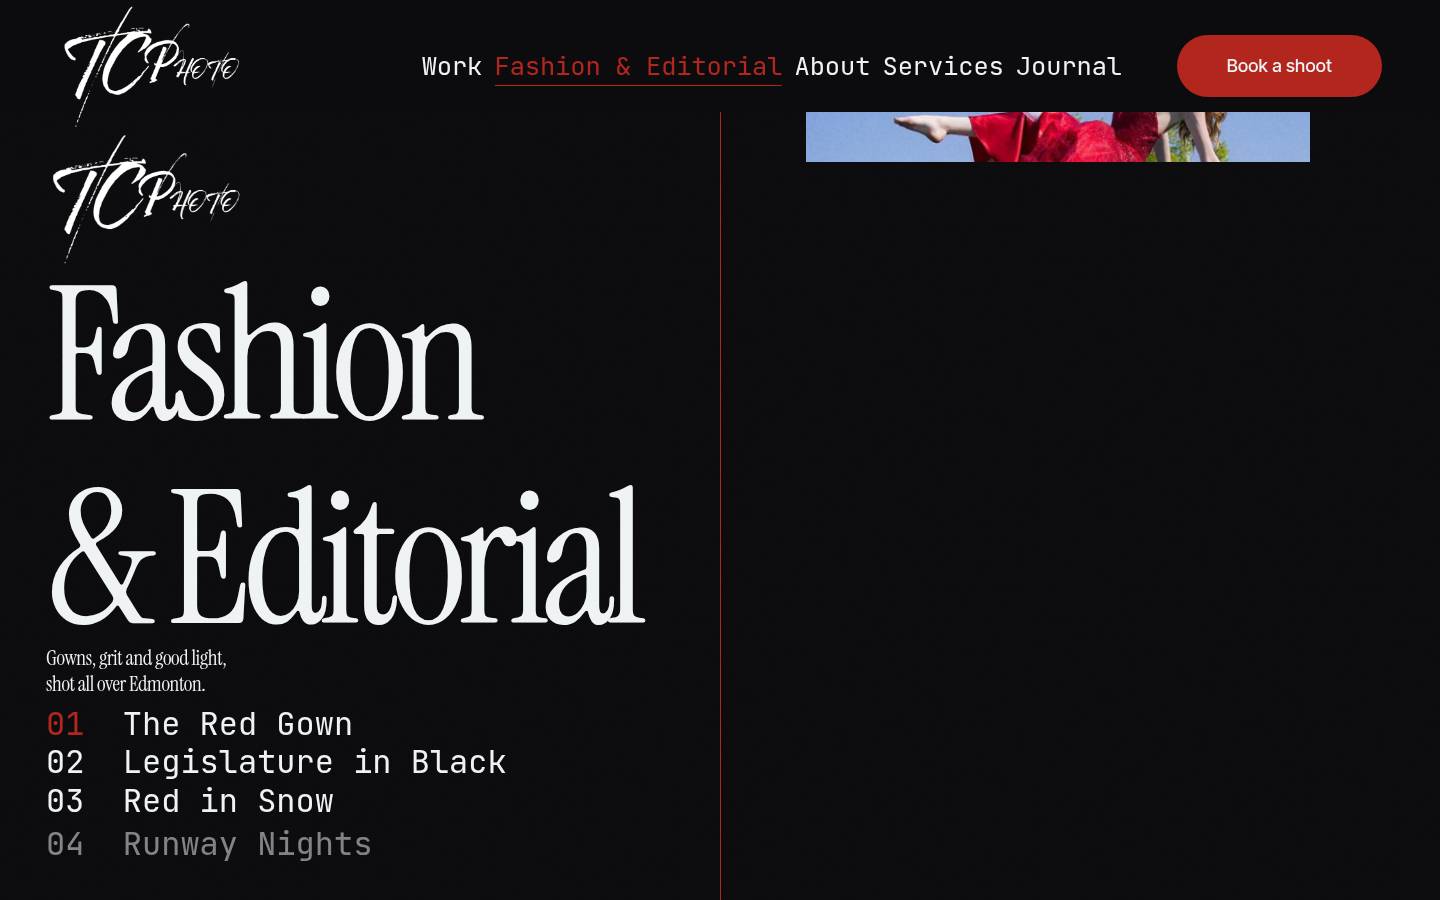 TCPHOTO
Work Fashion & Editorial About Services Journal Book a shoot
TCPHOTO
Fashion
& Editorial
Gowns, grit and good light,
shot all over Edmonton.
01 The Red Gown
02 Legislature in Black
03 Red in Snow
04 Runway Nights